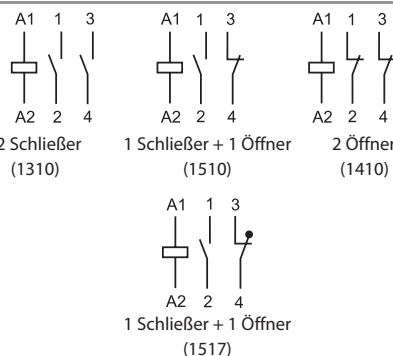 A1 1 3 A1 1 3 A1 1 3
A2 2 4 A2 2 4 A2 2 4
2 Schließer 1 Schließer + 1 Öffner 2 Öffner
(1310) (1510) (1410)
A1 1 3
A2 2 4
1 Schließer + 1 Öffner
(1517)